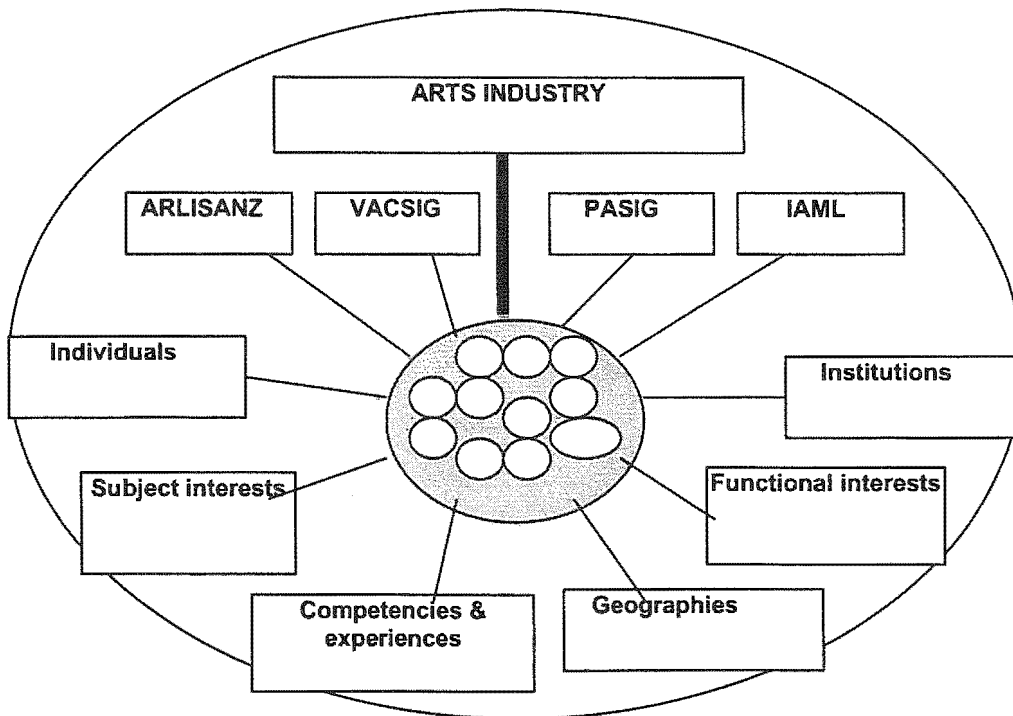 ARTS INDUSTRY
ARLISANZ
VACSIG
PASIG
IAML
Individuals
Institutions
Subject interests
Functional interests
Competencies &
experiences
Geographies